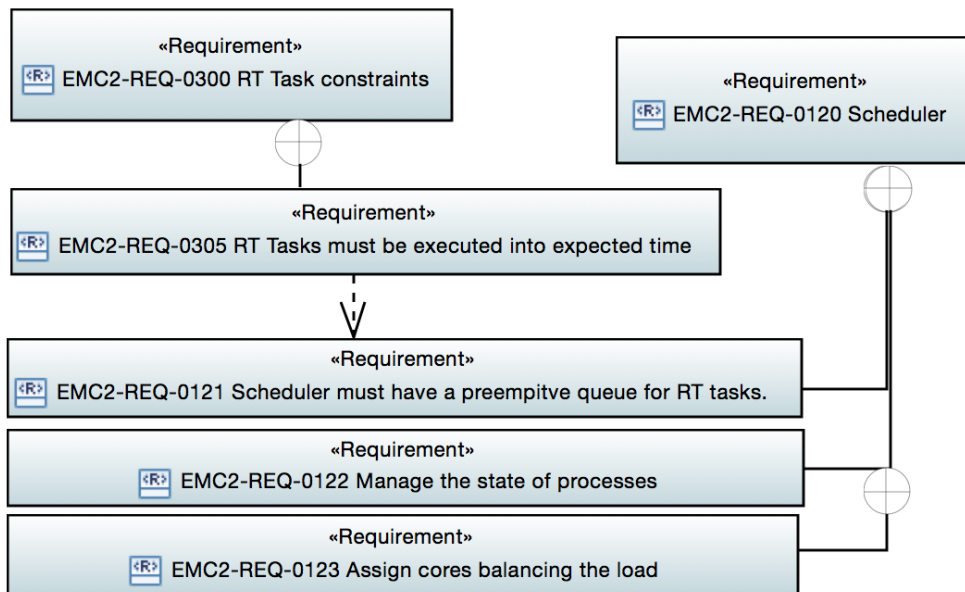 «Requirement»
<R> EMC2-REQ-0300 RT Task constraints
«Requirement»
<R> EMC2-REQ-0120 Scheduler
«Requirement»
<R> EMC2-REQ-0305 RT Tasks must be executed into expected time
«Requirement»
<R> EMC2-REQ-0121 Scheduler must have a preempitve queue for RT tasks.
«Requirement»
<R> EMC2-REQ-0122 Manage the state of processes
«Requirement»
<R> EMC2-REQ-0123 Assign cores balancing the load